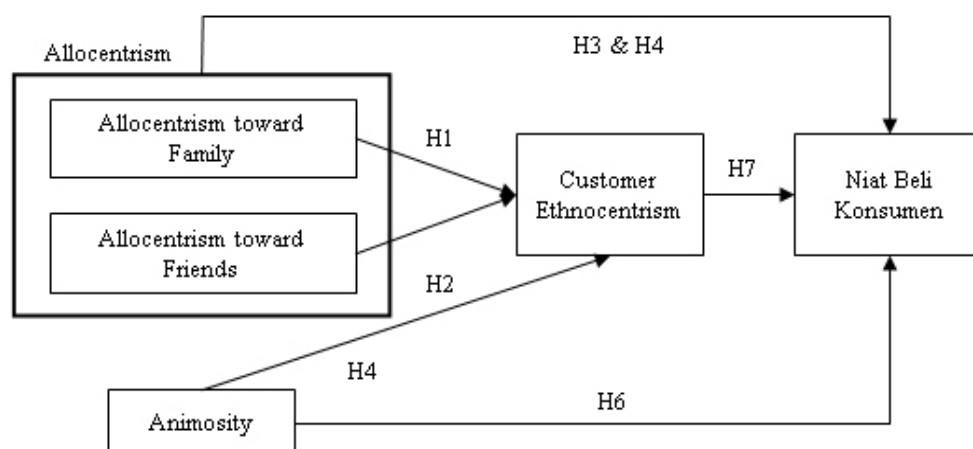 Allocentrism
H3 & H4
Allocentrism toward
Family
H1
Customer
Ethnocentrism
H7
Niat Beli
Konsumen
Allocentrism toward
Friends
H2
H4
Animosity
H6